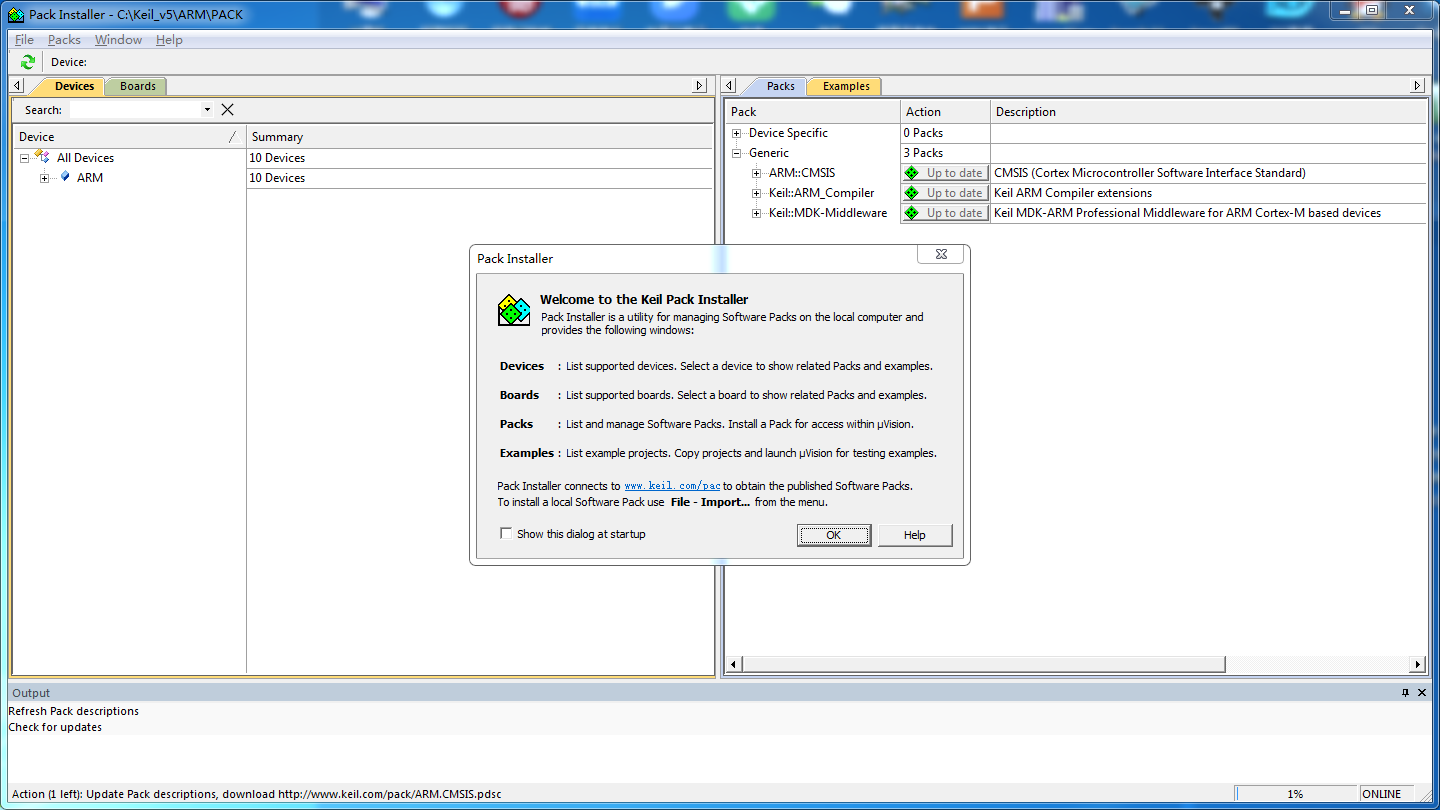 Pack Installer - C:\Keil_v5\ARM\PACK
File Packs Window Help
Device:
Devices Boards
Packs Examples
Search:
Device Summary
All Devices 10 Devices
ARM 10 Devices
Pack Action Description
Device Specific 0 Packs
Generic 3 Packs
ARM::CMSIS Up to date CMSIS (Cortex Microcontroller Software Interface Standard)
Keil::ARM_Compiler Up to date Keil ARM Compiler extensions
Keil::MDK-Middleware Up to date Keil MDK-ARM Professional Middleware for ARM Cortex-M based devices
Pack Installer
Welcome to the Keil Pack Installer
Pack Installer is a utility for managing Software Packs on the local computer and
provides the following windows:
Devices : List supported devices. Select a device to show related Packs and examples.
Boards : List supported boards. Select a board to show related Packs and examples.
Packs : List and manage Software Packs. Install a Pack for access within µVision.
Examples : List example projects. Copy projects and launch µVision for testing examples.
Pack Installer connects to www.keil.com/pac to obtain the published Software Packs.
To install a local Software Pack use File - Import... from the menu.
Show this dialog at startup
OK Help
Output
Refresh Pack descriptions
Check for updates
Action (1 left): Update Pack descriptions, download http://www.keil.com/pack/ARM.CMSIS.pdsc
1% ONLINE